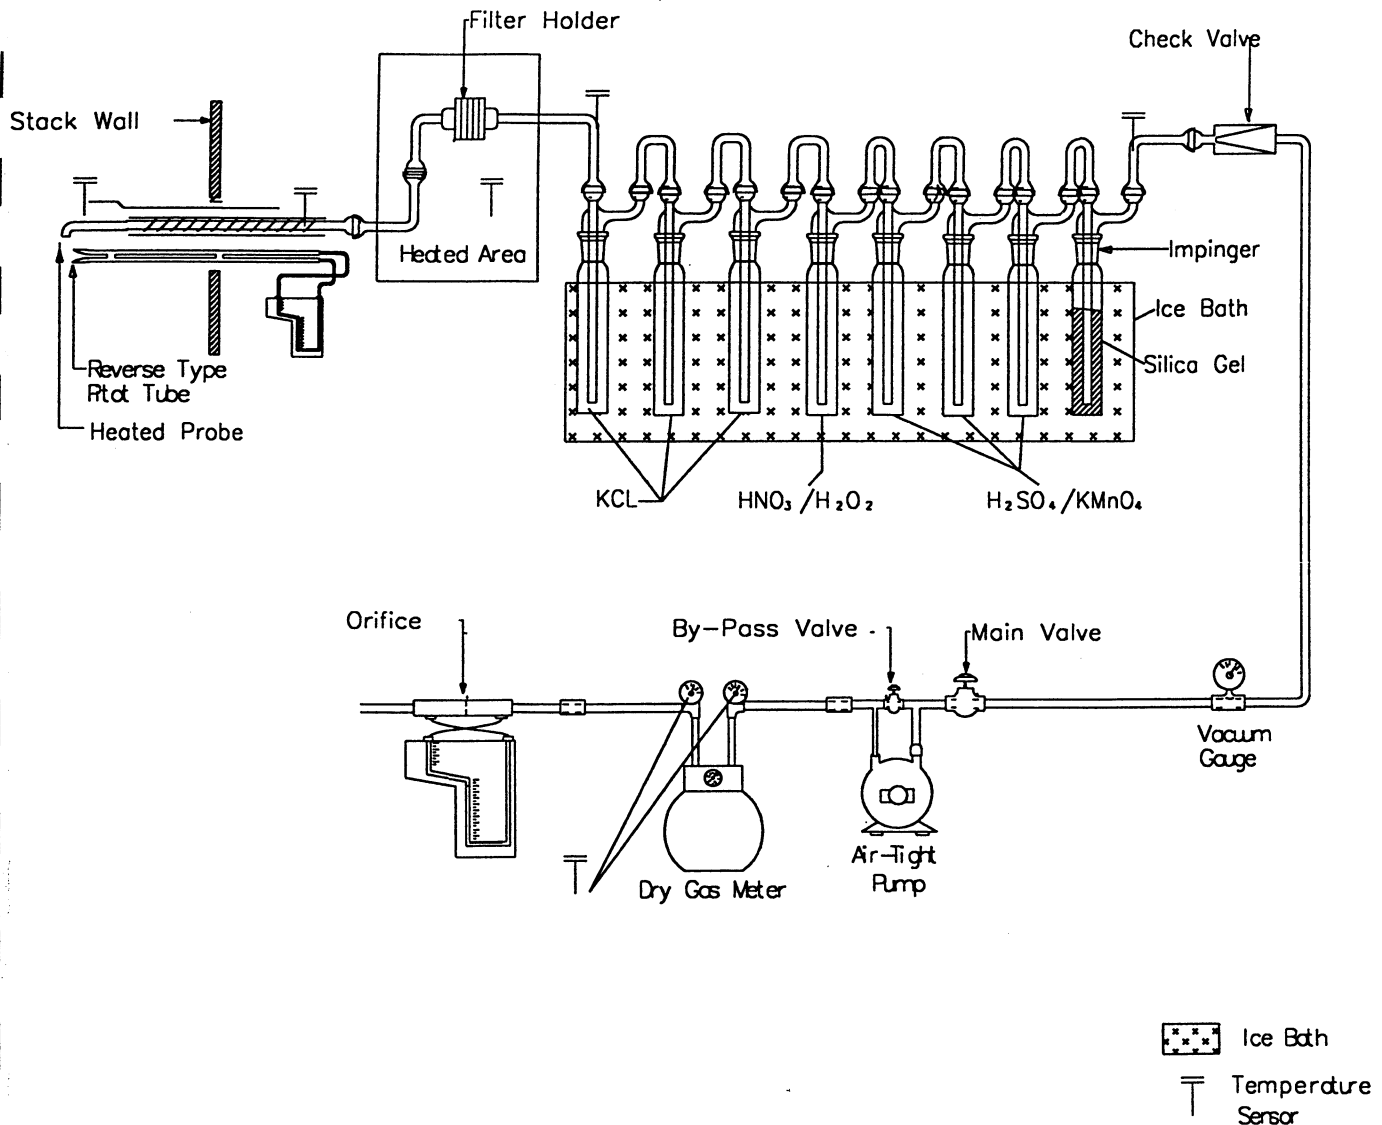 Filter Holder
Check Valve
Stack Wall
Heated Area
Impinger
Ice Bath
Silica Gel
Reverse Type
Pitot Tube
Heated Probe
KCL
HNO₃/H₂O₂
H₂SO₄/KMnO₄
Orifice
By-Pass Valve
Main Valve
Vacuum
Gauge
Air-Tight
Pump
Dry Gas Meter
Ice Bath
Temperature
Sensor